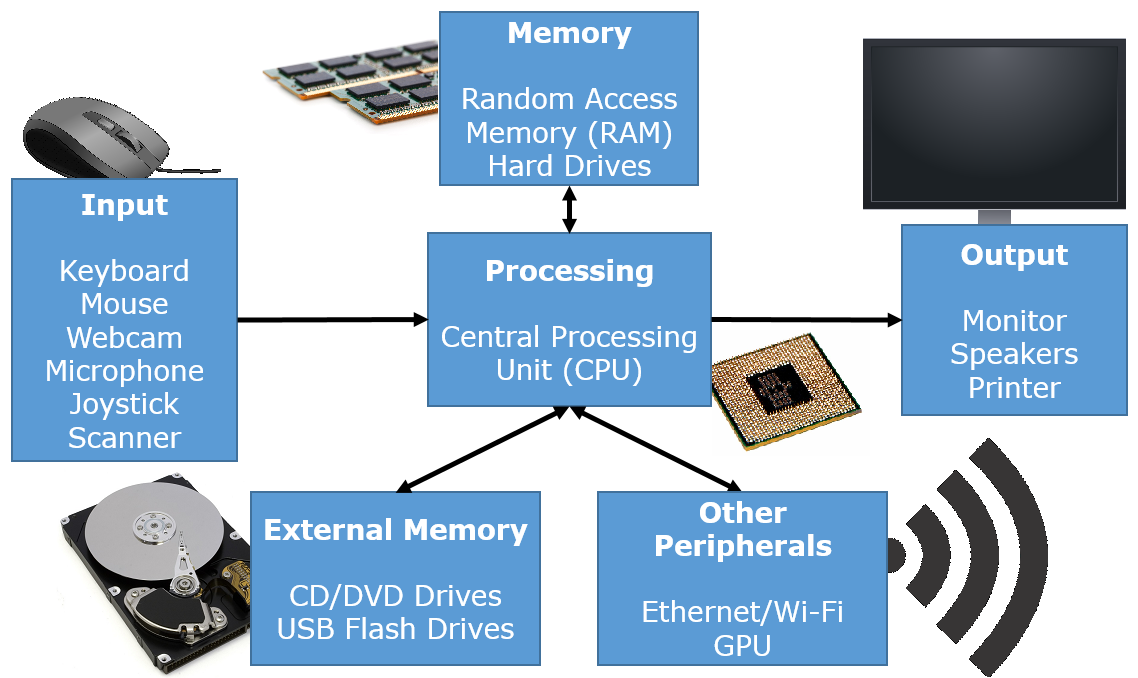 Memory
Random Access
Memory (RAM)
Hard Drives
Input
Keyboard
Mouse
Webcam
Microphone
Joystick
Scanner
Processing
Central Processing
Unit (CPU)
Output
Monitor
Speakers
Printer
External Memory
CD/DVD Drives
USB Flash Drives
Other
Peripherals
Ethernet/Wi-Fi
GPU